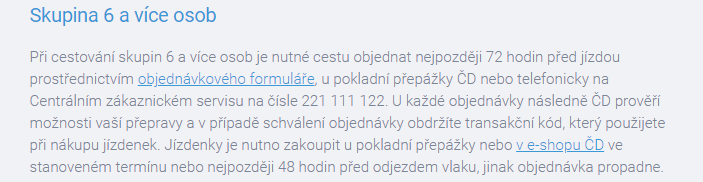 Skupina 6 a více osob
Při cestování skupin 6 a více osob je nutné cestu objednat nejpozději 72 hodin před jízdou
prostřednictvím objednávkového formuláře, u pokladní přepážky ČD nebo telefonicky na
Centrálním zákaznickém servisu na čísle 221 111 122. U každé objednávky následně ČD prověří
možnosti vaší přepravy a v případě schválení objednávky obdržíte transakční kód, který použijete
při nákupu jízdenek. Jízdenky je nutno zakoupit u pokladní přepážky nebo v e-shopu ČD ve
stanoveném termínu nebo nejpozději 48 hodin před odjezdem vlaku, jinak objednávka propadne.